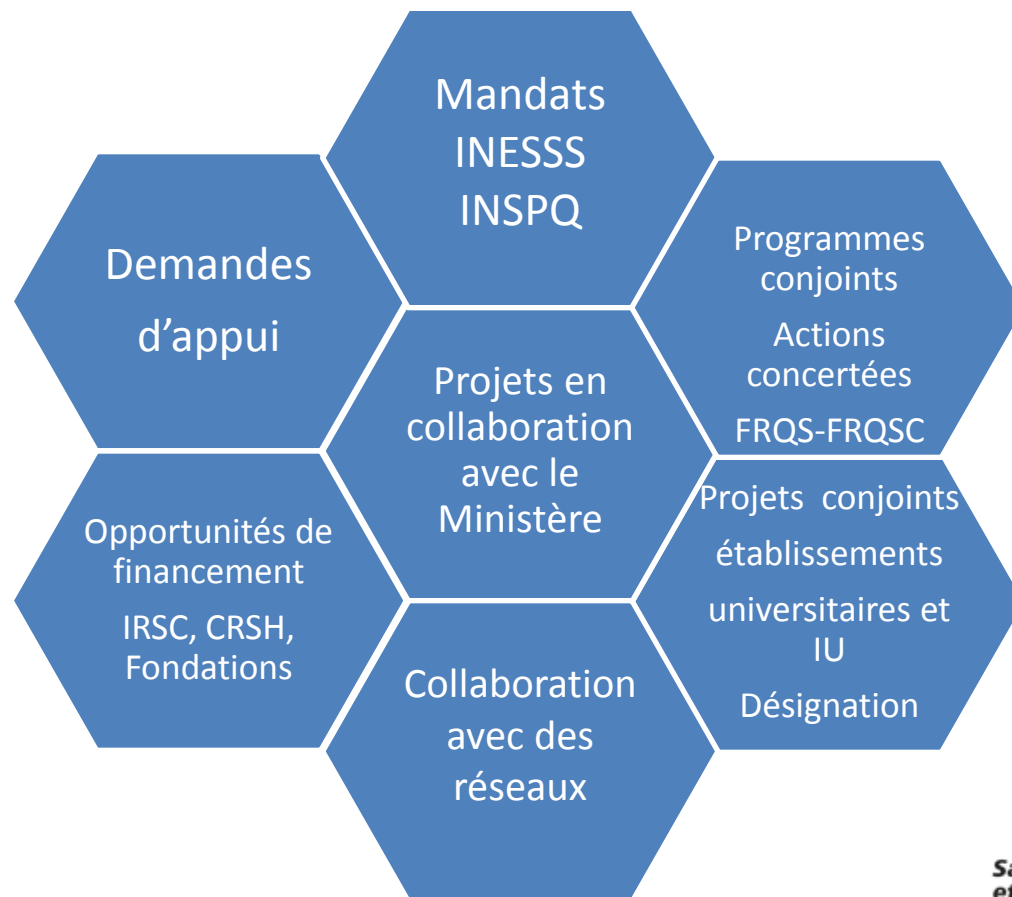 Mandats
INESSS
INSPQ
Demandes
d’appui
Programmes
conjoints
Actions
concertées
FRQS-FRQSC
Projets en
collaboration
avec le
Ministère
Opportunités de
financement
IRSC, CRSH,
Fondations
Projets conjoints
établissements
universitaires et
IU
Désignation
Collaboration
avec des
réseaux